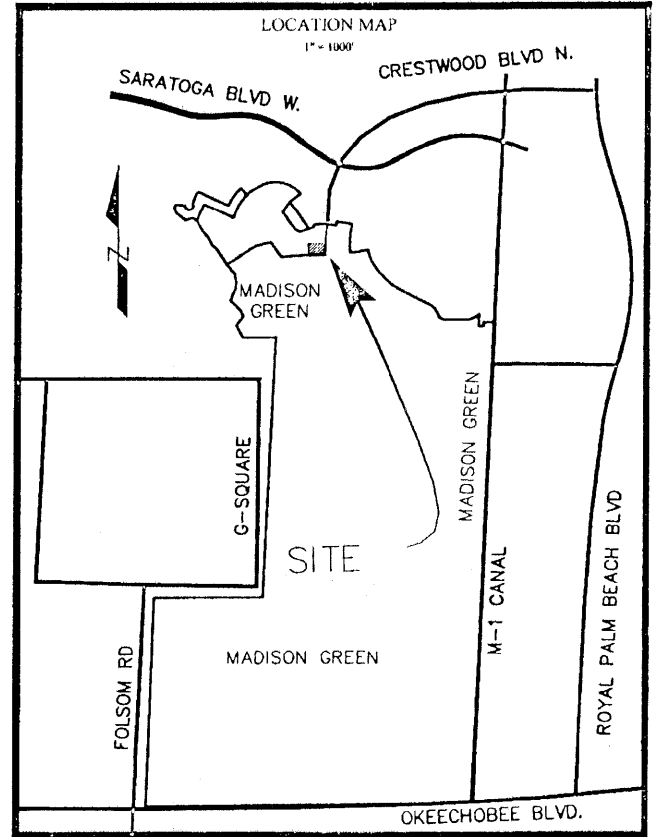 LOCATION MAP
1" = 1000'
CRESTWOOD BLVD N.
SARATOGA BLVD W.
N
MADISON
GREEN
MADISON GREEN
G-SQUARE
SITE
M-1 CANAL
ROYAL PALM BEACH BLVD
MADISON GREEN
FOLSOM RD
OKEECHOBEE BLVD.